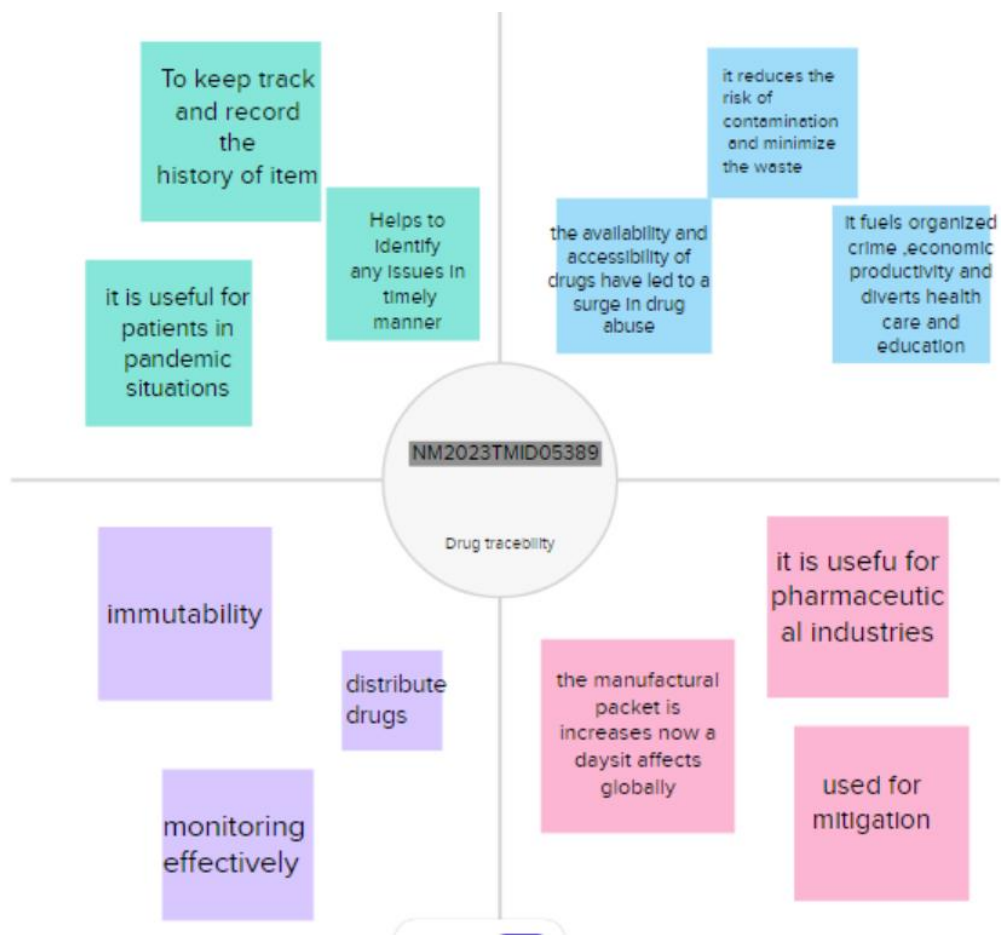 To keep track
and record
the
history of item
Helps to
identify
any issues in
timely
manner
it is useful for
patients in
pandemic
situations
it reduces the
risk of
contamination
and minimize
the waste
the availability and
accessibility of
drugs have led to a
surge in drug
abuse
it fuels organized
crime ,economic
productivity and
diverts health
care and
education
NM2023TMID05389
Drug tracebility
immutability
distribute
drugs
monitoring
effectively
it is usefu for
pharmaceutic
al industries
the manufactural
packet is
increases now a
daysit affects
globally
used for
mitigation